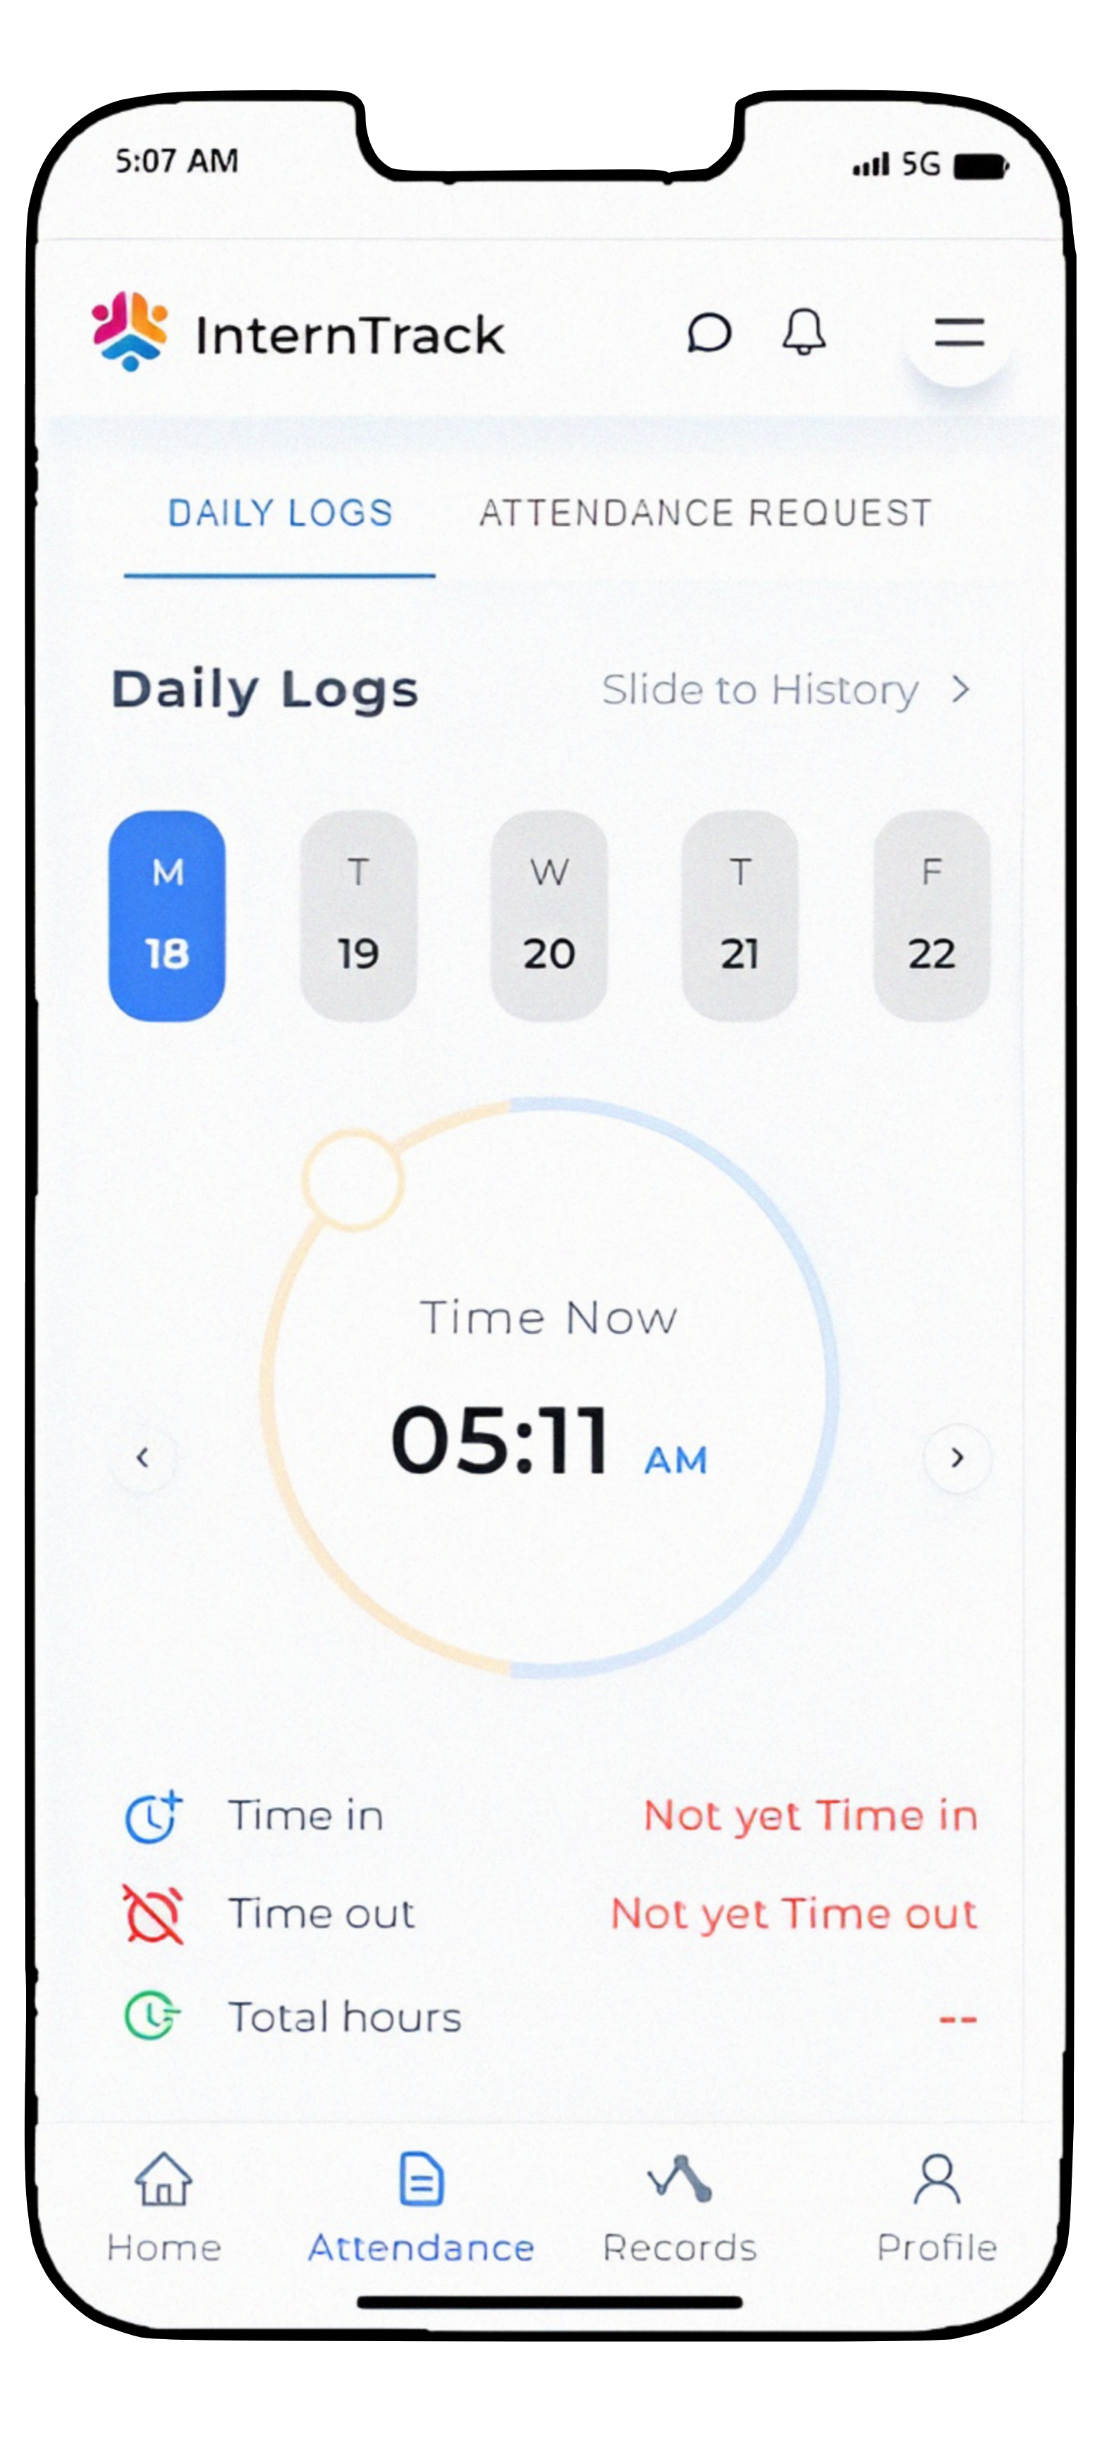 5:07 AM 5G
InternTrack
DAILY LOGS ATTENDANCE REQUEST
Daily Logs Slide to History
M T W T F
18 19 20 21 22
Time Now
05:11 AM
Time in Not yet Time in
Time out Not yet Time out
Total hours --
Home Attendance Records Profile